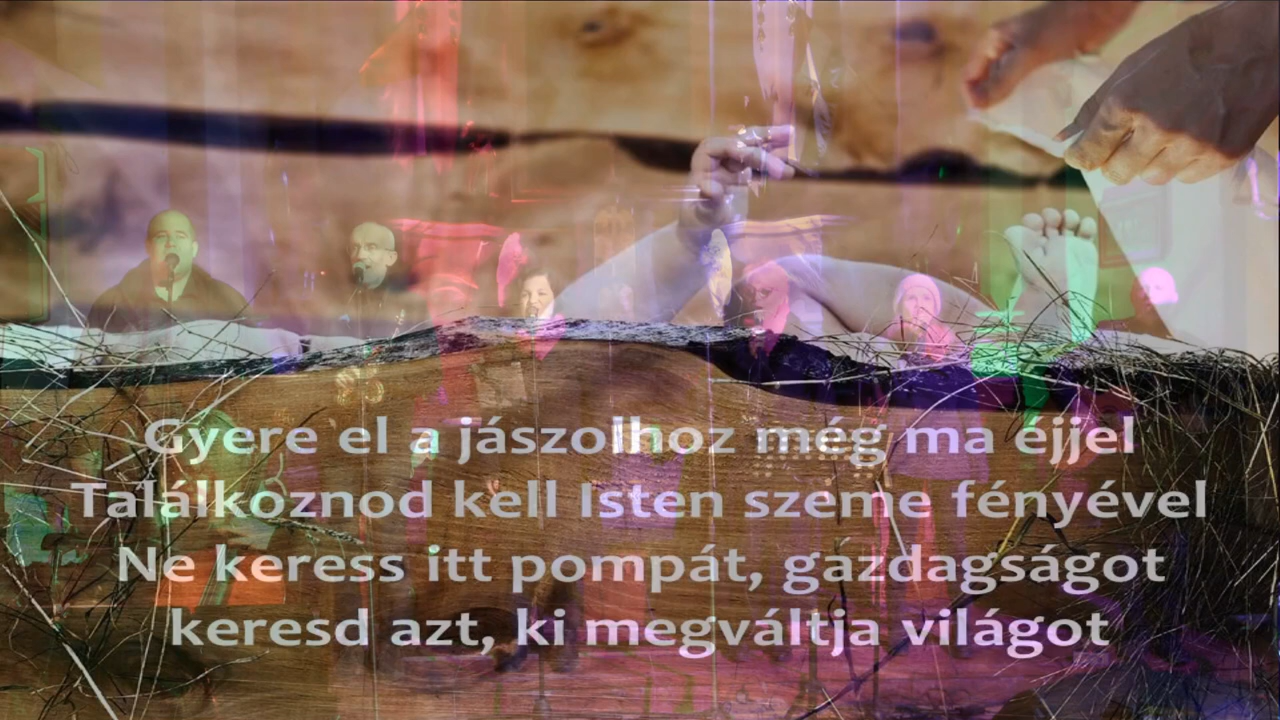 Gyere el a jászolhoz még ma éjjel
Találkoznod kell Isten szeme fényével
Ne keress itt pompát, gazdagságot
keresd azt, ki megváltja világot